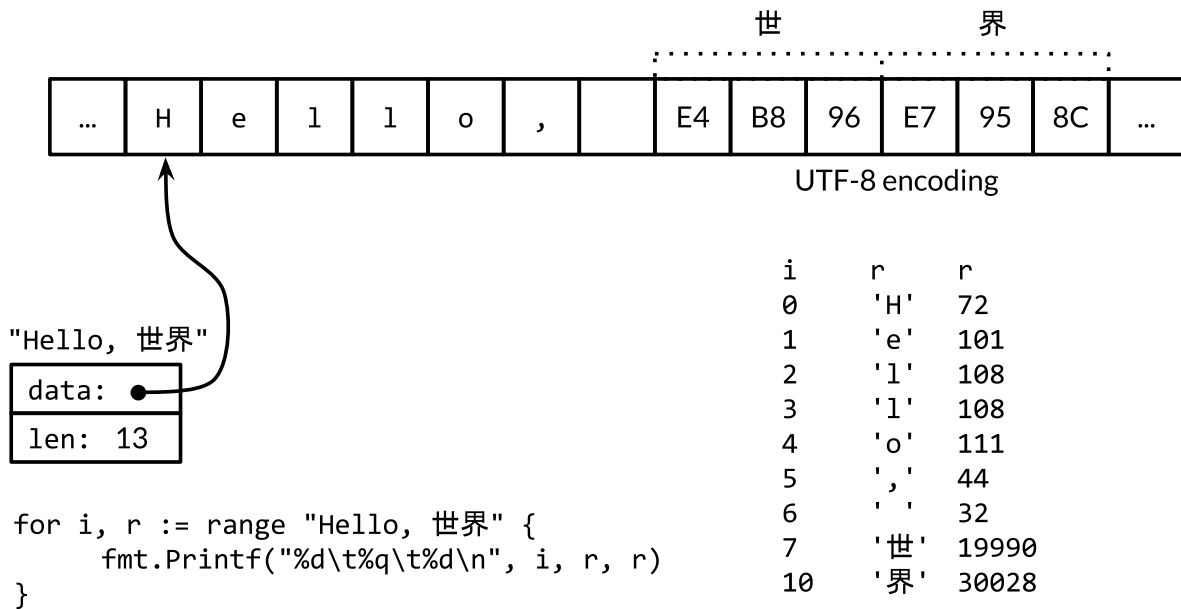 世 界
… H e l l o , E4 B8 96 E7 95 8C …
UTF-8 encoding
"Hello, 世界"
data:
len: 13
for i, r := range "Hello, 世界" {
fmt.Printf("%d\t%q\t%d\n", i, r, r)
}
i r r
0 'H' 72
1 'e' 101
2 'l' 108
3 'l' 108
4 'o' 111
5 ',' 44
6 ' ' 32
7 '世' 19990
10 '界' 30028